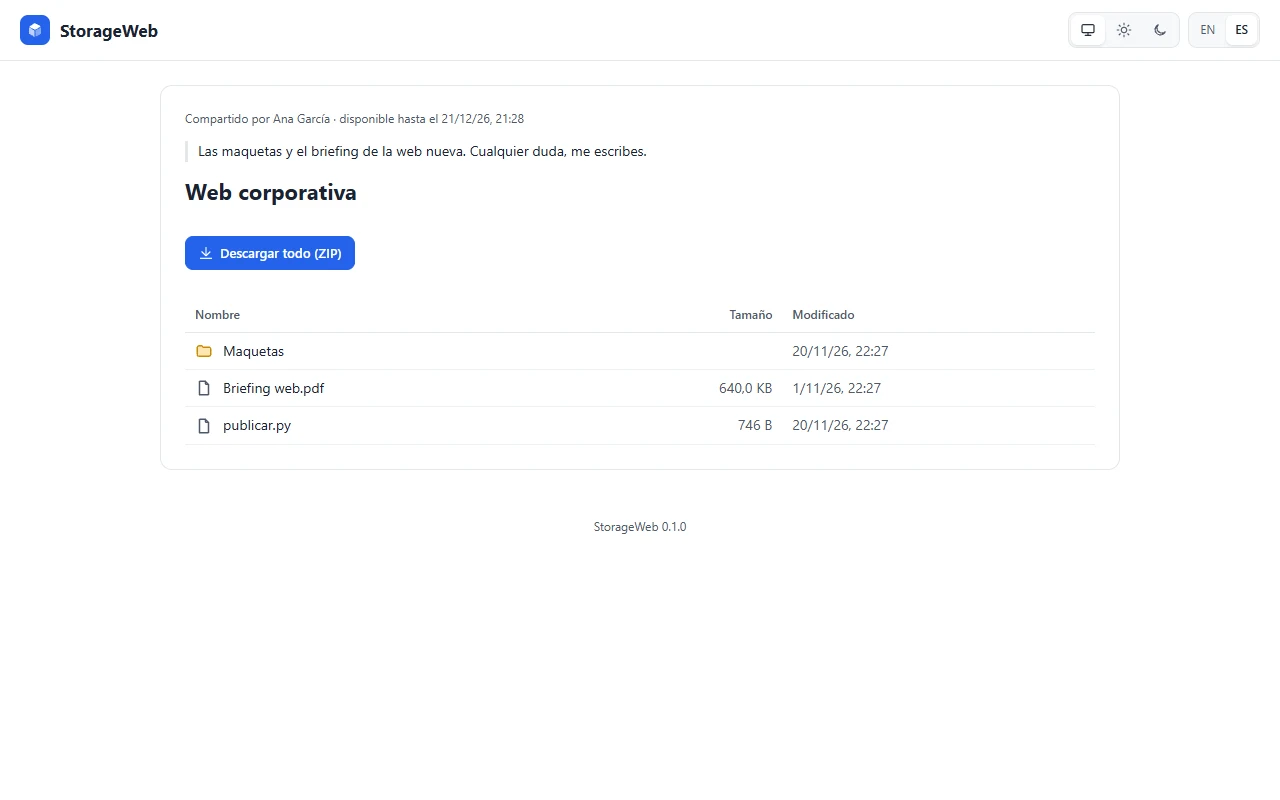 StorageWeb
EN ES
Compartido por Ana García · disponible hasta el 21/12/26, 21:28
Las maquetas y el briefing de la web nueva. Cualquier duda, me escribes.
Web corporativa
Descargar todo (ZIP)
Nombre Tamaño Modificado
Maquetas 20/11/26, 22:27
Briefing web.pdf 640,0 KB 1/11/26, 22:27
publicar.py 746 B 20/11/26, 22:27
StorageWeb 0.1.0